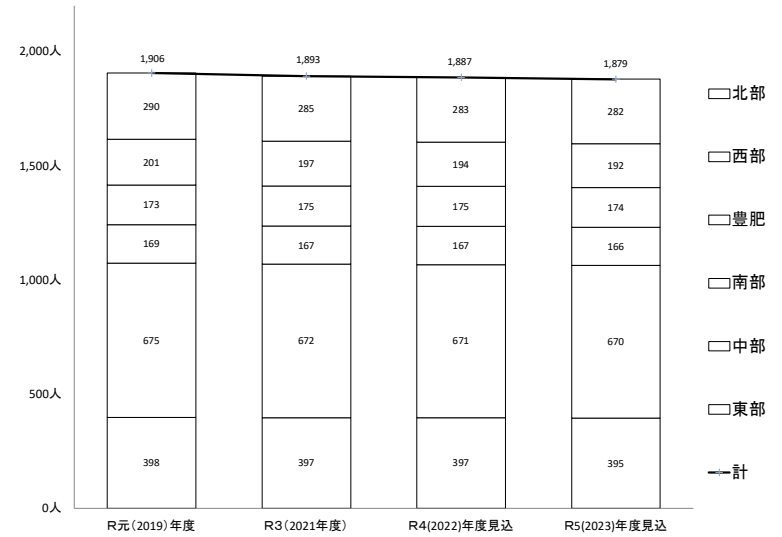 2,000人
1,500人
1,000人
500人
0人
1,906
1,893
1,887
1,879
290
285
283
282
201
197
194
192
173
175
175
174
169
167
167
166
675
672
671
670
398
397
397
395
R元(2019)年度
R3(2021年度)
R4(2022)年度見込
R5(2023)年度見込
北部
西部
豊肥
南部
中部
東部
計